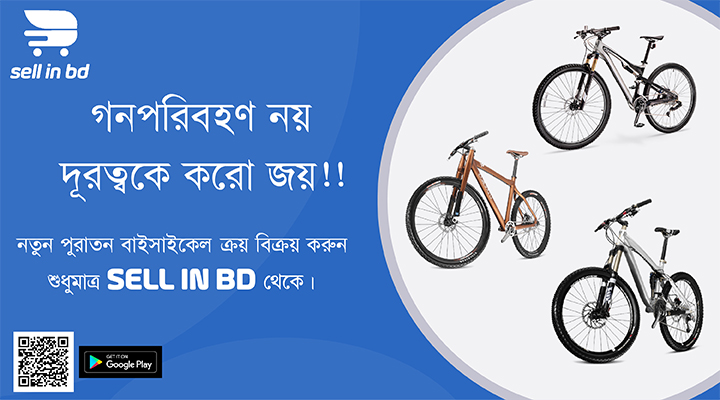 sell in bd
গনপরিবহণ নয়
দূরত্বকে করো জয়!!
নতুন পুরাতন বাইসাইকেল ক্রয় বিক্রয় করুন
শুধুমাত্র SELL IN BD থেকে।
GET IT ON
Google Play